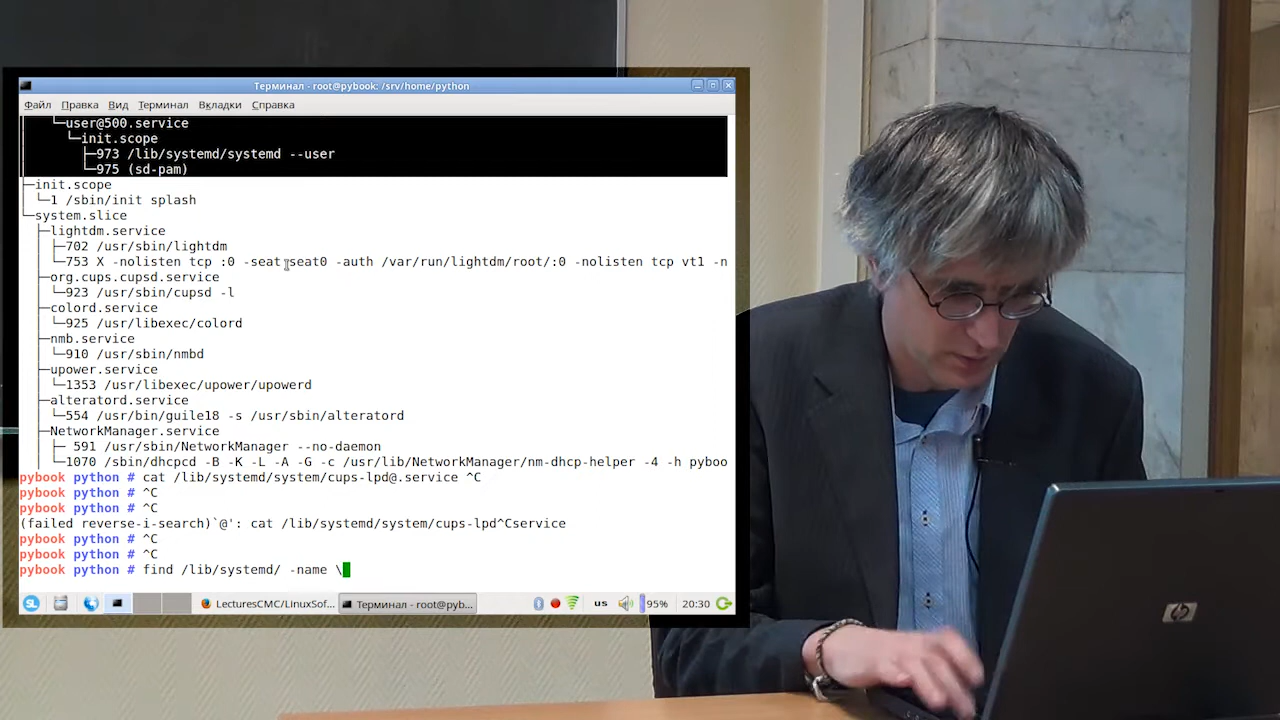 Терминал - root@pybook: /srv/home/python
Файл Правка Вид Терминал Вкладки Справка
└─user@500.service
└─init.scope
├─973 /lib/systemd/systemd --user
└─975 (sd-pam)
├─init.scope
│ └─1 /sbin/init splash
└─system.slice
├─lightdm.service
│ ├─702 /usr/sbin/lightdm
│ └─753 X -nolisten tcp :0 -seat seat0 -auth /var/run/lightdm/root/:0 -nolisten tcp vt1 -n
├─org.cups.cupsd.service
│ └─923 /usr/sbin/cupsd -l
├─colord.service
│ └─925 /usr/libexec/colord
├─nmb.service
│ └─910 /usr/sbin/nmbd
├─upower.service
│ └─1353 /usr/libexec/upower/upowerd
├─alteratord.service
│ └─554 /usr/bin/guile18 -s /usr/sbin/alteratord
├─NetworkManager.service
│ ├─ 591 /usr/sbin/NetworkManager --no-daemon
│ └─1070 /sbin/dhcpcd -B -K -L -A -G -c /usr/lib/NetworkManager/nm-dhcp-helper -4 -h pyboo
pybook python # cat /lib/systemd/system/cups-lpd@.service ^C
pybook python # ^C
pybook python # ^C
(failed reverse-i-search)`@': cat /lib/systemd/system/cups-lpd^Cservice
pybook python # ^C
pybook python # ^C
pybook python # find /lib/systemd/ -name \
LecturesCMC/LinuxSof... Терминал - root@pyb... us 95% 20:30
hp